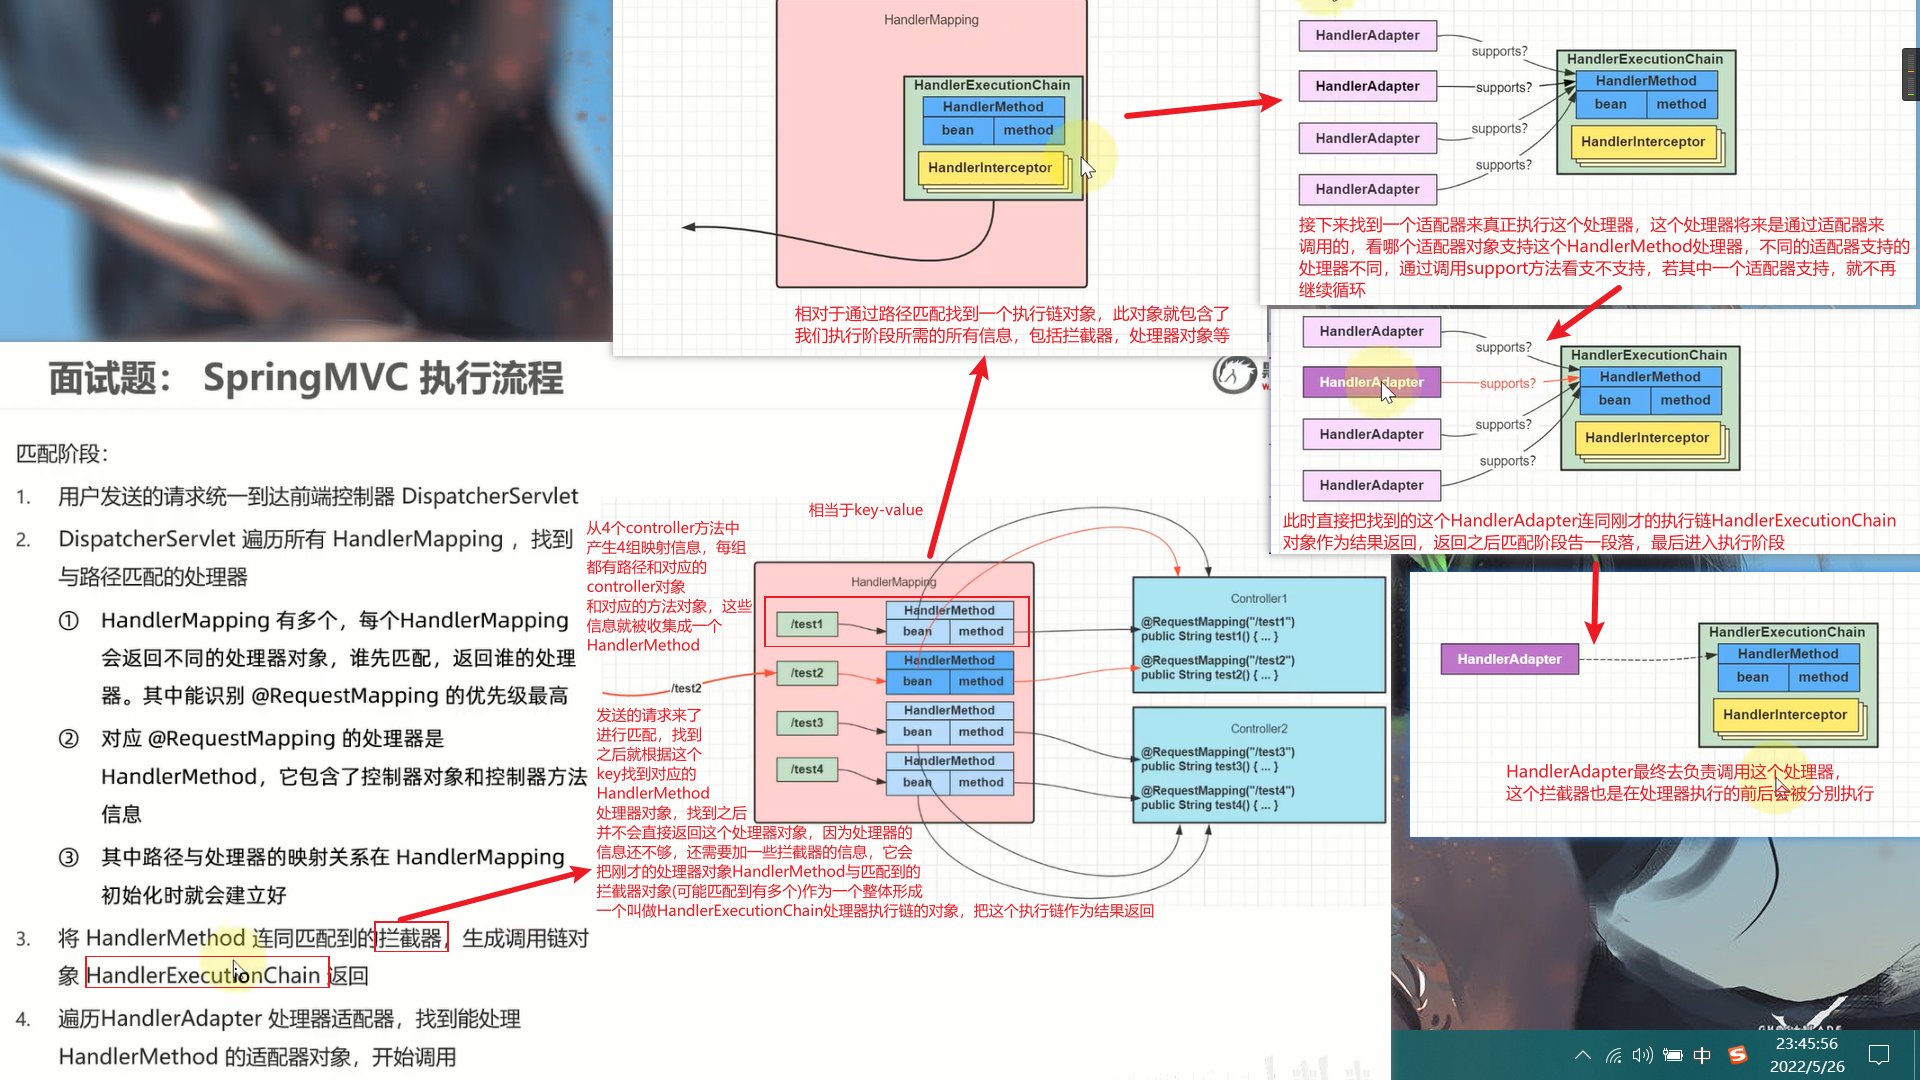 HandlerMapping
HandlerExecutionChain
HandlerMethod
bean
method
HandlerInterceptor
相对于通过路径匹配找到一个执行链对象，此对象就包含了
我们执行阶段所需的所有信息，包括拦截器，处理器对象等
HandlerAdapter
supports?
HandlerAdapter
supports?
HandlerAdapter
supports?
HandlerAdapter
supports?
HandlerExecutionChain
HandlerMethod
bean
method
HandlerInterceptor
接下来找到一个适配器来真正执行这个处理器，这个处理器将来是通过适配器来
调用的，看哪个适配器对象支持这个HandlerMethod处理器，不同的适配器支持的
处理器不同，通过调用support方法看支不支持，若其中一个适配器支持，就不再
继续循环
HandlerAdapter
supports?
HandlerAdapter
supports?
HandlerAdapter
supports?
HandlerAdapter
supports?
HandlerExecutionChain
HandlerMethod
bean
method
HandlerInterceptor
此时直接把找到的这个HandlerAdapter连同刚才的执行链HandlerExecutionChain
对象作为结果返回，返回之后匹配阶段告一段落，最后进入执行阶段
HandlerAdapter
HandlerExecutionChain
HandlerMethod
bean
method
HandlerInterceptor
HandlerAdapter最终去负责调用这个处理器，
这个拦截器也是在处理器执行的前后会被分别执行
面试题： SpringMVC 执行流程
匹配阶段：
1. 用户发送的请求统一到达前端控制器 DispatcherServlet
2. DispatcherServlet 遍历所有 HandlerMapping ，找到
与路径匹配的处理器
① HandlerMapping 有多个，每个HandlerMapping
会返回不同的处理器对象，谁先匹配，返回谁的处理
器。其中能识别 @RequestMapping 的优先级最高
② 对应 @RequestMapping 的处理器是
HandlerMethod，它包含了控制器对象和控制器方法
信息
③ 其中路径与处理器的映射关系在 HandlerMapping
初始化时就会建立好
3. 将 HandlerMethod 连同匹配到的拦截器，生成调用链对
象 HandlerExecutionChain 返回
4. 遍历HandlerAdapter 处理器适配器，找到能处理
HandlerMethod 的适配器对象，开始调用
相当于key-value
从4个controller方法中
产生4组映射信息，每组
都有路径和对应的
controller对象
和对应的方法对象，这些
信息就被收集成一个
HandlerMethod
/test2
发送的请求来了
进行匹配，找到
之后就根据这个
key找到对应的
HandlerMethod
处理器对象，找到之后
并不会直接返回这个处理器对象，因为处理器的
信息还不够，还需要加一些拦截器的信息，它会
把刚才的处理器对象HandlerMethod与匹配到的
拦截器对象(可能匹配到有多个)作为一个整体形成
一个叫做HandlerExecutionChain处理器执行链的对象，把这个执行链作为结果返回
HandlerMapping
/test1
HandlerMethod
bean
method
/test2
HandlerMethod
bean
method
/test3
HandlerMethod
bean
method
/test4
HandlerMethod
bean
method
Controller1
@RequestMapping("/test1")
public String test1() { ... }
@RequestMapping("/test2")
public String test2() { ... }
Controller2
@RequestMapping("/test3")
public String test3() { ... }
@RequestMapping("/test4")
public String test4() { ... }
中
23:45:56
2022/5/26